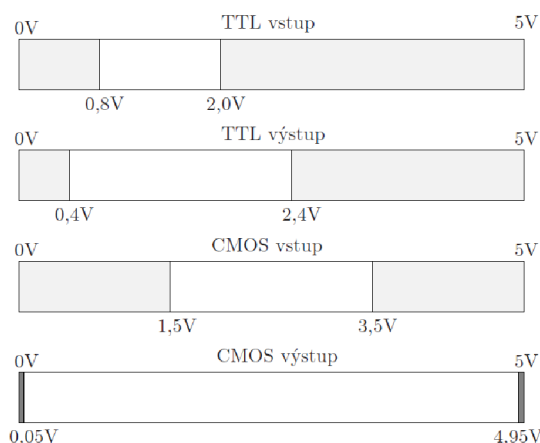 TTL vstup
0V 5V
0,8V 2,0V
TTL výstup
0V 5V
0,4V 2,4V
CMOS vstup
0V 5V
1,5V 3,5V
CMOS výstup
0V 5V
0.05V 4.95V